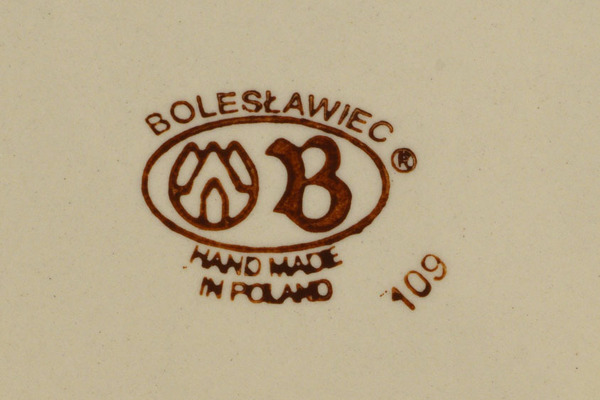 BOLESŁAWIEC
B
®
HAND MADE
IN POLAND
109